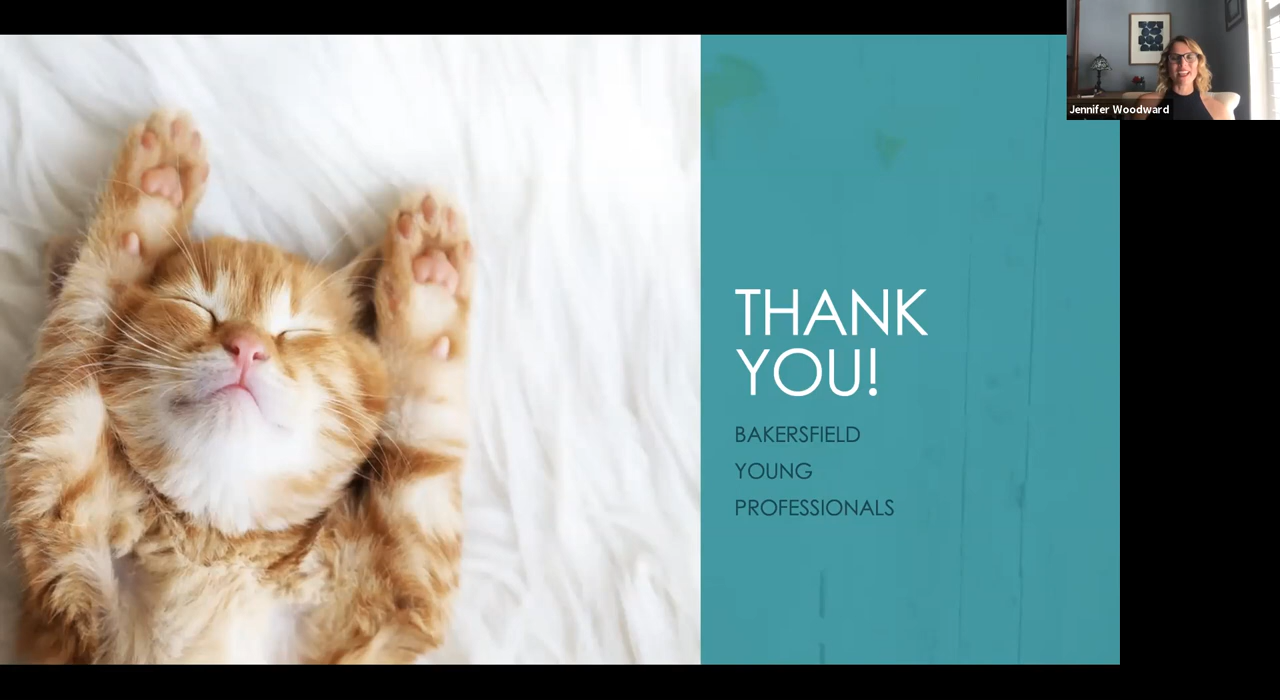 Jennifer Woodward
THANK
YOU!
BAKERSFIELD
YOUNG
PROFESSIONALS